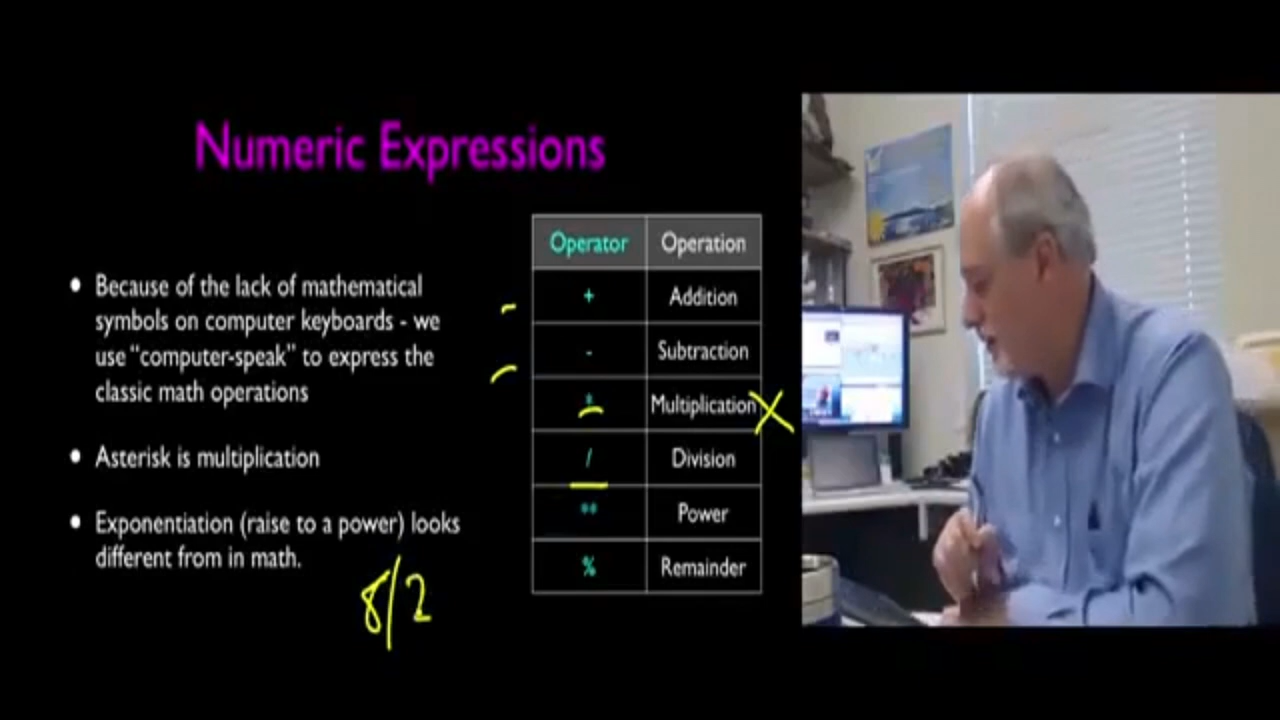 Numeric Expressions
• Because of the lack of mathematical
symbols on computer keyboards - we
use “computer-speak” to express the
classic math operations
• Asterisk is multiplication
• Exponentiation (raise to a power) looks
different from in math.
8/2
Operator Operation
+ Addition
- Subtraction
* Multiplication X
/ Division
** Power
% Remainder